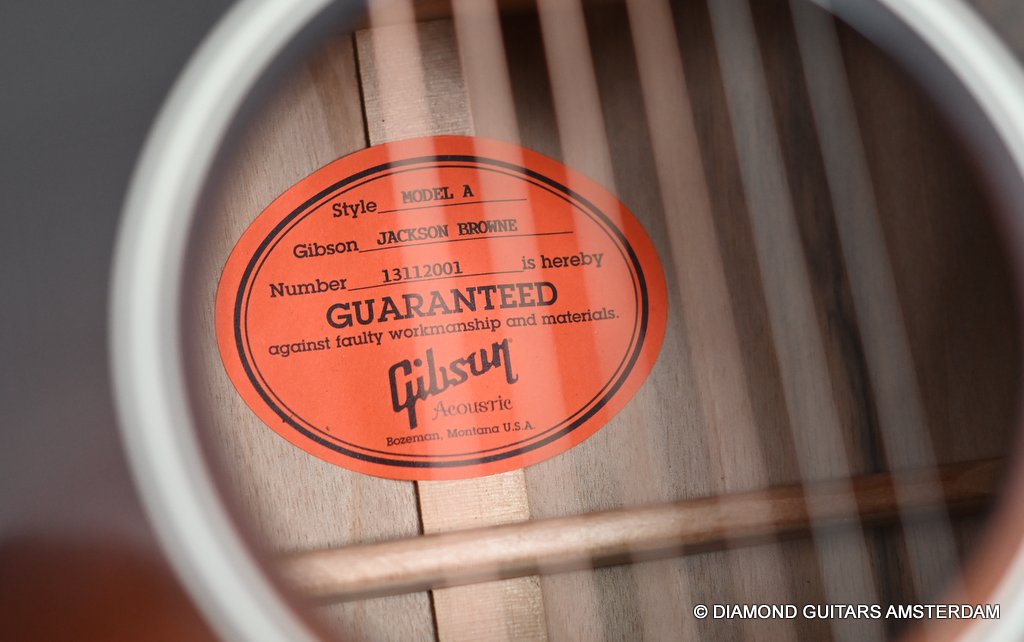 Style MODEL A
Gibson JACKSON BROWNE
Number 13112001 is hereby
GUARANTEED
against faulty workmanship and materials.
Gibson
Acoustic
Bozeman, Montana U.S.A.
© DIAMOND GUITARS AMSTERDAM